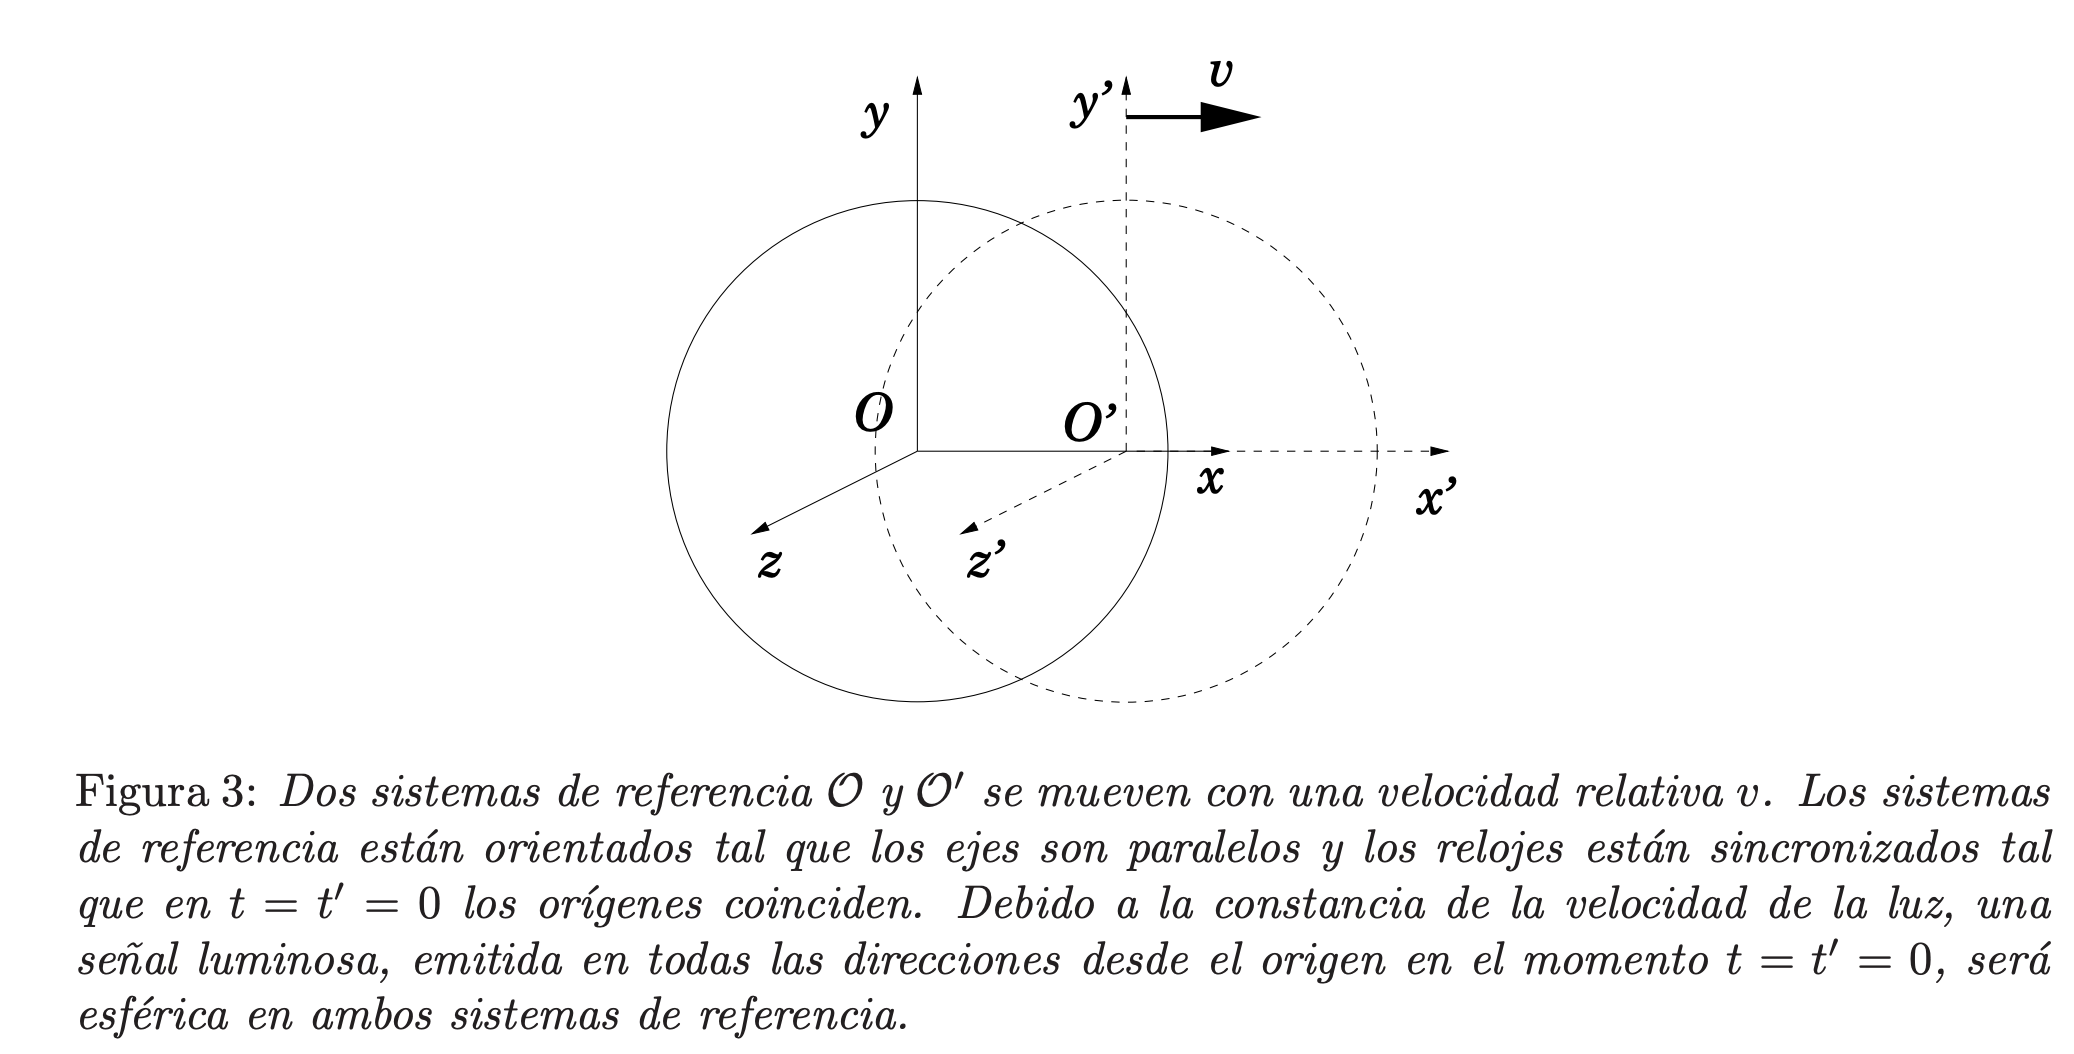 v
y
y’
O
O’
x
x’
z
z’
Figura 3: Dos sistemas de referencia 𝒪 y 𝒪′ se mueven con una velocidad relativa v. Los sistemas
de referencia están orientados tal que los ejes son paralelos y los relojes están sincronizados tal
que en t = t′ = 0 los orígenes coinciden. Debido a la constancia de la velocidad de la luz, una
señal luminosa, emitida en todas las direcciones desde el origen en el momento t = t′ = 0, será
esférica en ambos sistemas de referencia.